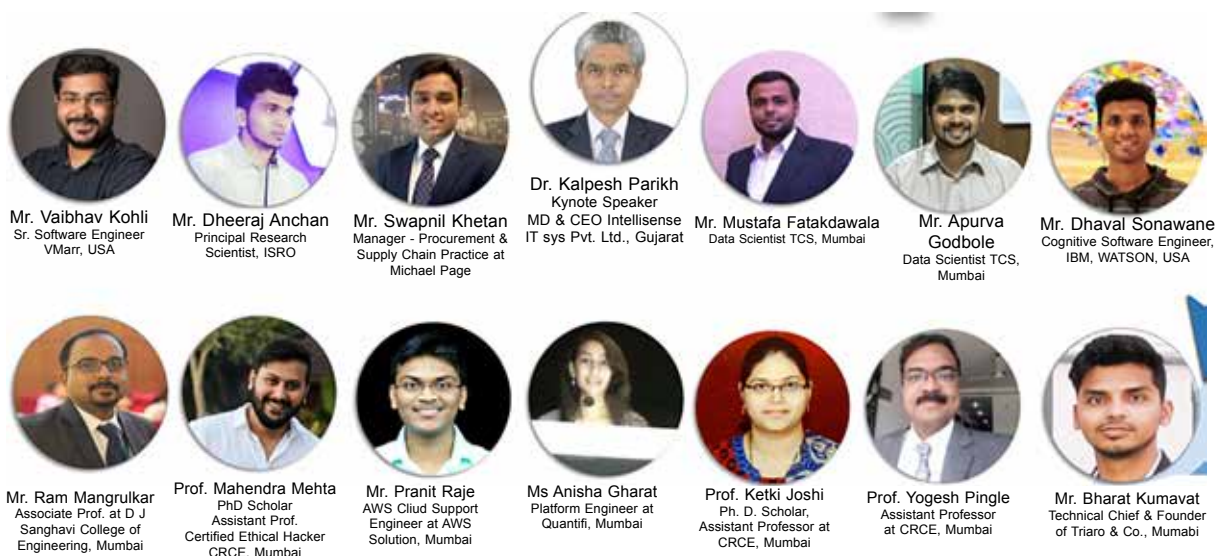 Mr. Vaibhav Kohli
Sr. Software Engineer
VMarr, USA
Mr. Dheeraj Anchan
Principal Research
Scientist, ISRO
Mr. Swapnil Khetan
Manager - Procurement &
Supply Chain Practice at
Michael Page
Dr. Kalpesh Parikh
Kynote Speaker
MD & CEO Intellisense
IT sys Pvt. Ltd., Gujarat
Mr. Mustafa Fatakdawala
Data Scientist TCS, Mumbai
Mr. Apurva
Godbole
Data Scientist TCS,
Mumbai
Mr. Dhaval Sonawane
Cognitive Software Engineer,
IBM, WATSON, USA
Mr. Ram Mangrulkar
Associate Prof. at D J
Sanghavi College of
Engineering, Mumbai
Prof. Mahendra Mehta
PhD Scholar
Assistant Prof.
Certified Ethical Hacker
CRCE, Mumbai
Mr. Pranit Raje
AWS Cliud Support
Engineer at AWS
Solution, Mumbai
Ms Anisha Gharat
Platform Engineer at
Quantifi, Mumbai
Prof. Ketki Joshi
Ph. D. Scholar,
Assistant Professor at
CRCE, Mumbai
Prof. Yogesh Pingle
Assistant Professor
at CRCE, Mumbai
Mr. Bharat Kumavat
Technical Chief & Founder
of Triaro & Co., Mumabi